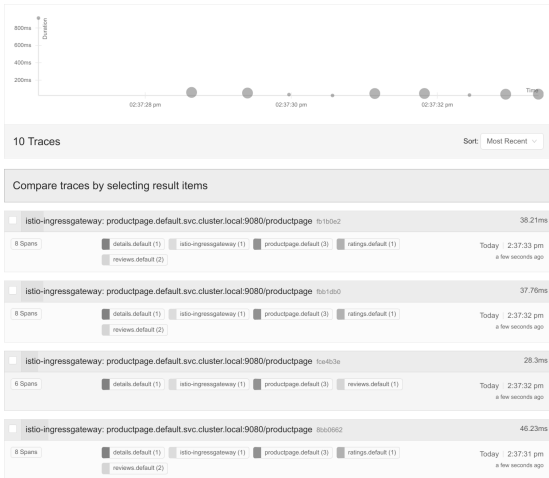 Duration
800ms
600ms
400ms
200ms
Time
02:37:28 pm 02:37:30 pm 02:37:32 pm
10 Traces Sort: Most Recent
Compare traces by selecting result items
istio-ingressgateway: productpage.default.svc.cluster.local:9080/productpage fb1b0e2 38.21ms
8 Spans details.default (1) istio-ingressgateway (1) productpage.default (3) ratings.default (1) Today 2:37:33 pm
reviews.default (2) a few seconds ago
istio-ingressgateway: productpage.default.svc.cluster.local:9080/productpage fbb1db0 37.76ms
8 Spans details.default (1) istio-ingressgateway (1) productpage.default (3) ratings.default (1) Today 2:37:32 pm
reviews.default (2) a few seconds ago
istio-ingressgateway: productpage.default.svc.cluster.local:9080/productpage fce4b3e 28.3ms
6 Spans details.default (1) istio-ingressgateway (1) productpage.default (3) reviews.default (1) Today 2:37:32 pm
a few seconds ago
istio-ingressgateway: productpage.default.svc.cluster.local:9080/productpage 8bb0662 46.23ms
8 Spans details.default (1) istio-ingressgateway (1) productpage.default (3) ratings.default (1) Today 2:37:31 pm
reviews.default (2) a few seconds ago